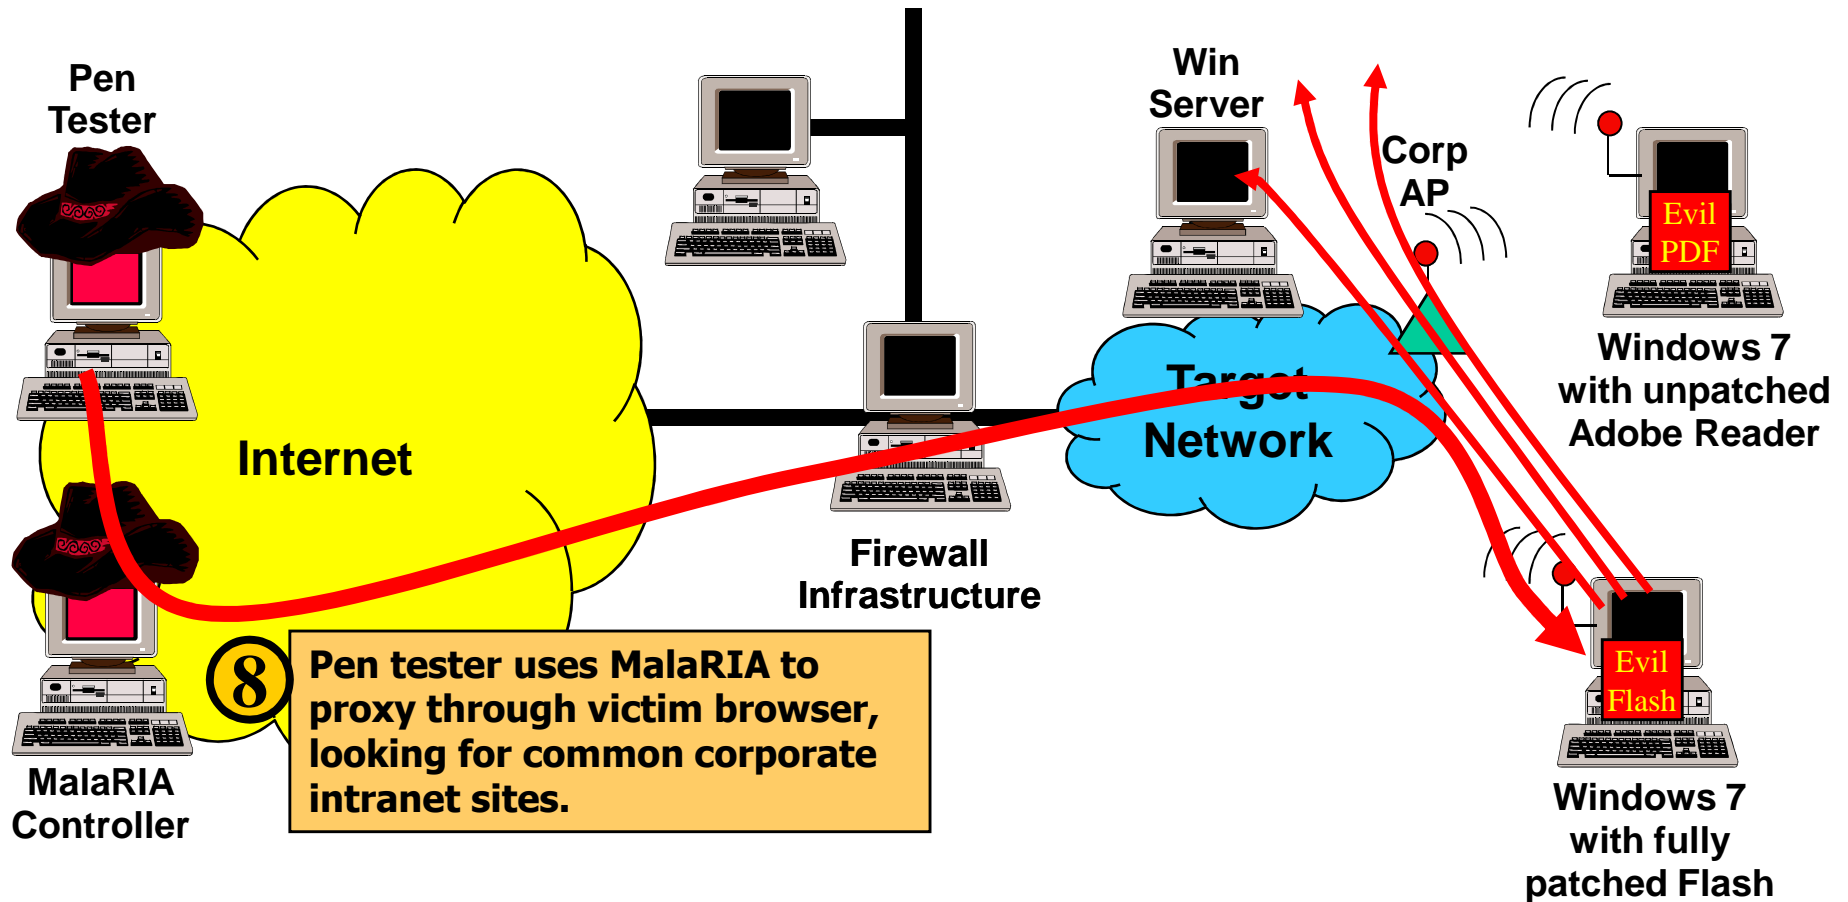 Pen
Tester
Win
Server
Corp
AP
Evil
PDF
Windows 7
with unpatched
Adobe Reader
Target
Network
Internet
Firewall
Infrastructure
8
Pen tester uses MalaRIA to
proxy through victim browser,
looking for common corporate
intranet sites.
MalaRIA
Controller
Evil
Flash
Windows 7
with fully
patched Flash